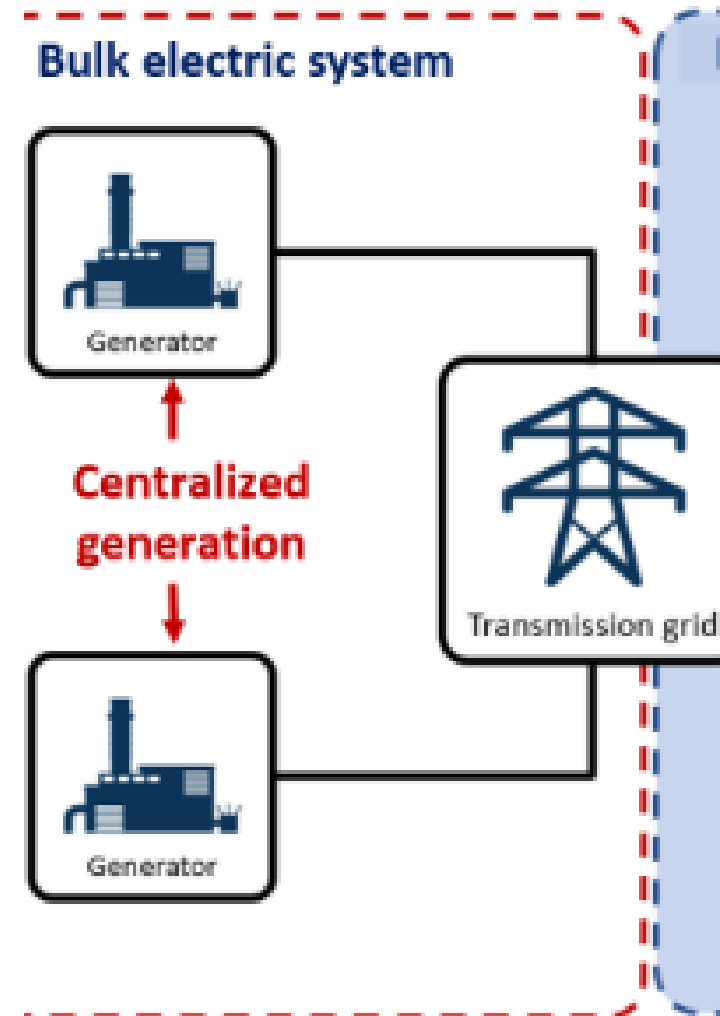 Bulk electric system
Generator
Centralized
generation
Transmission grid
Generator